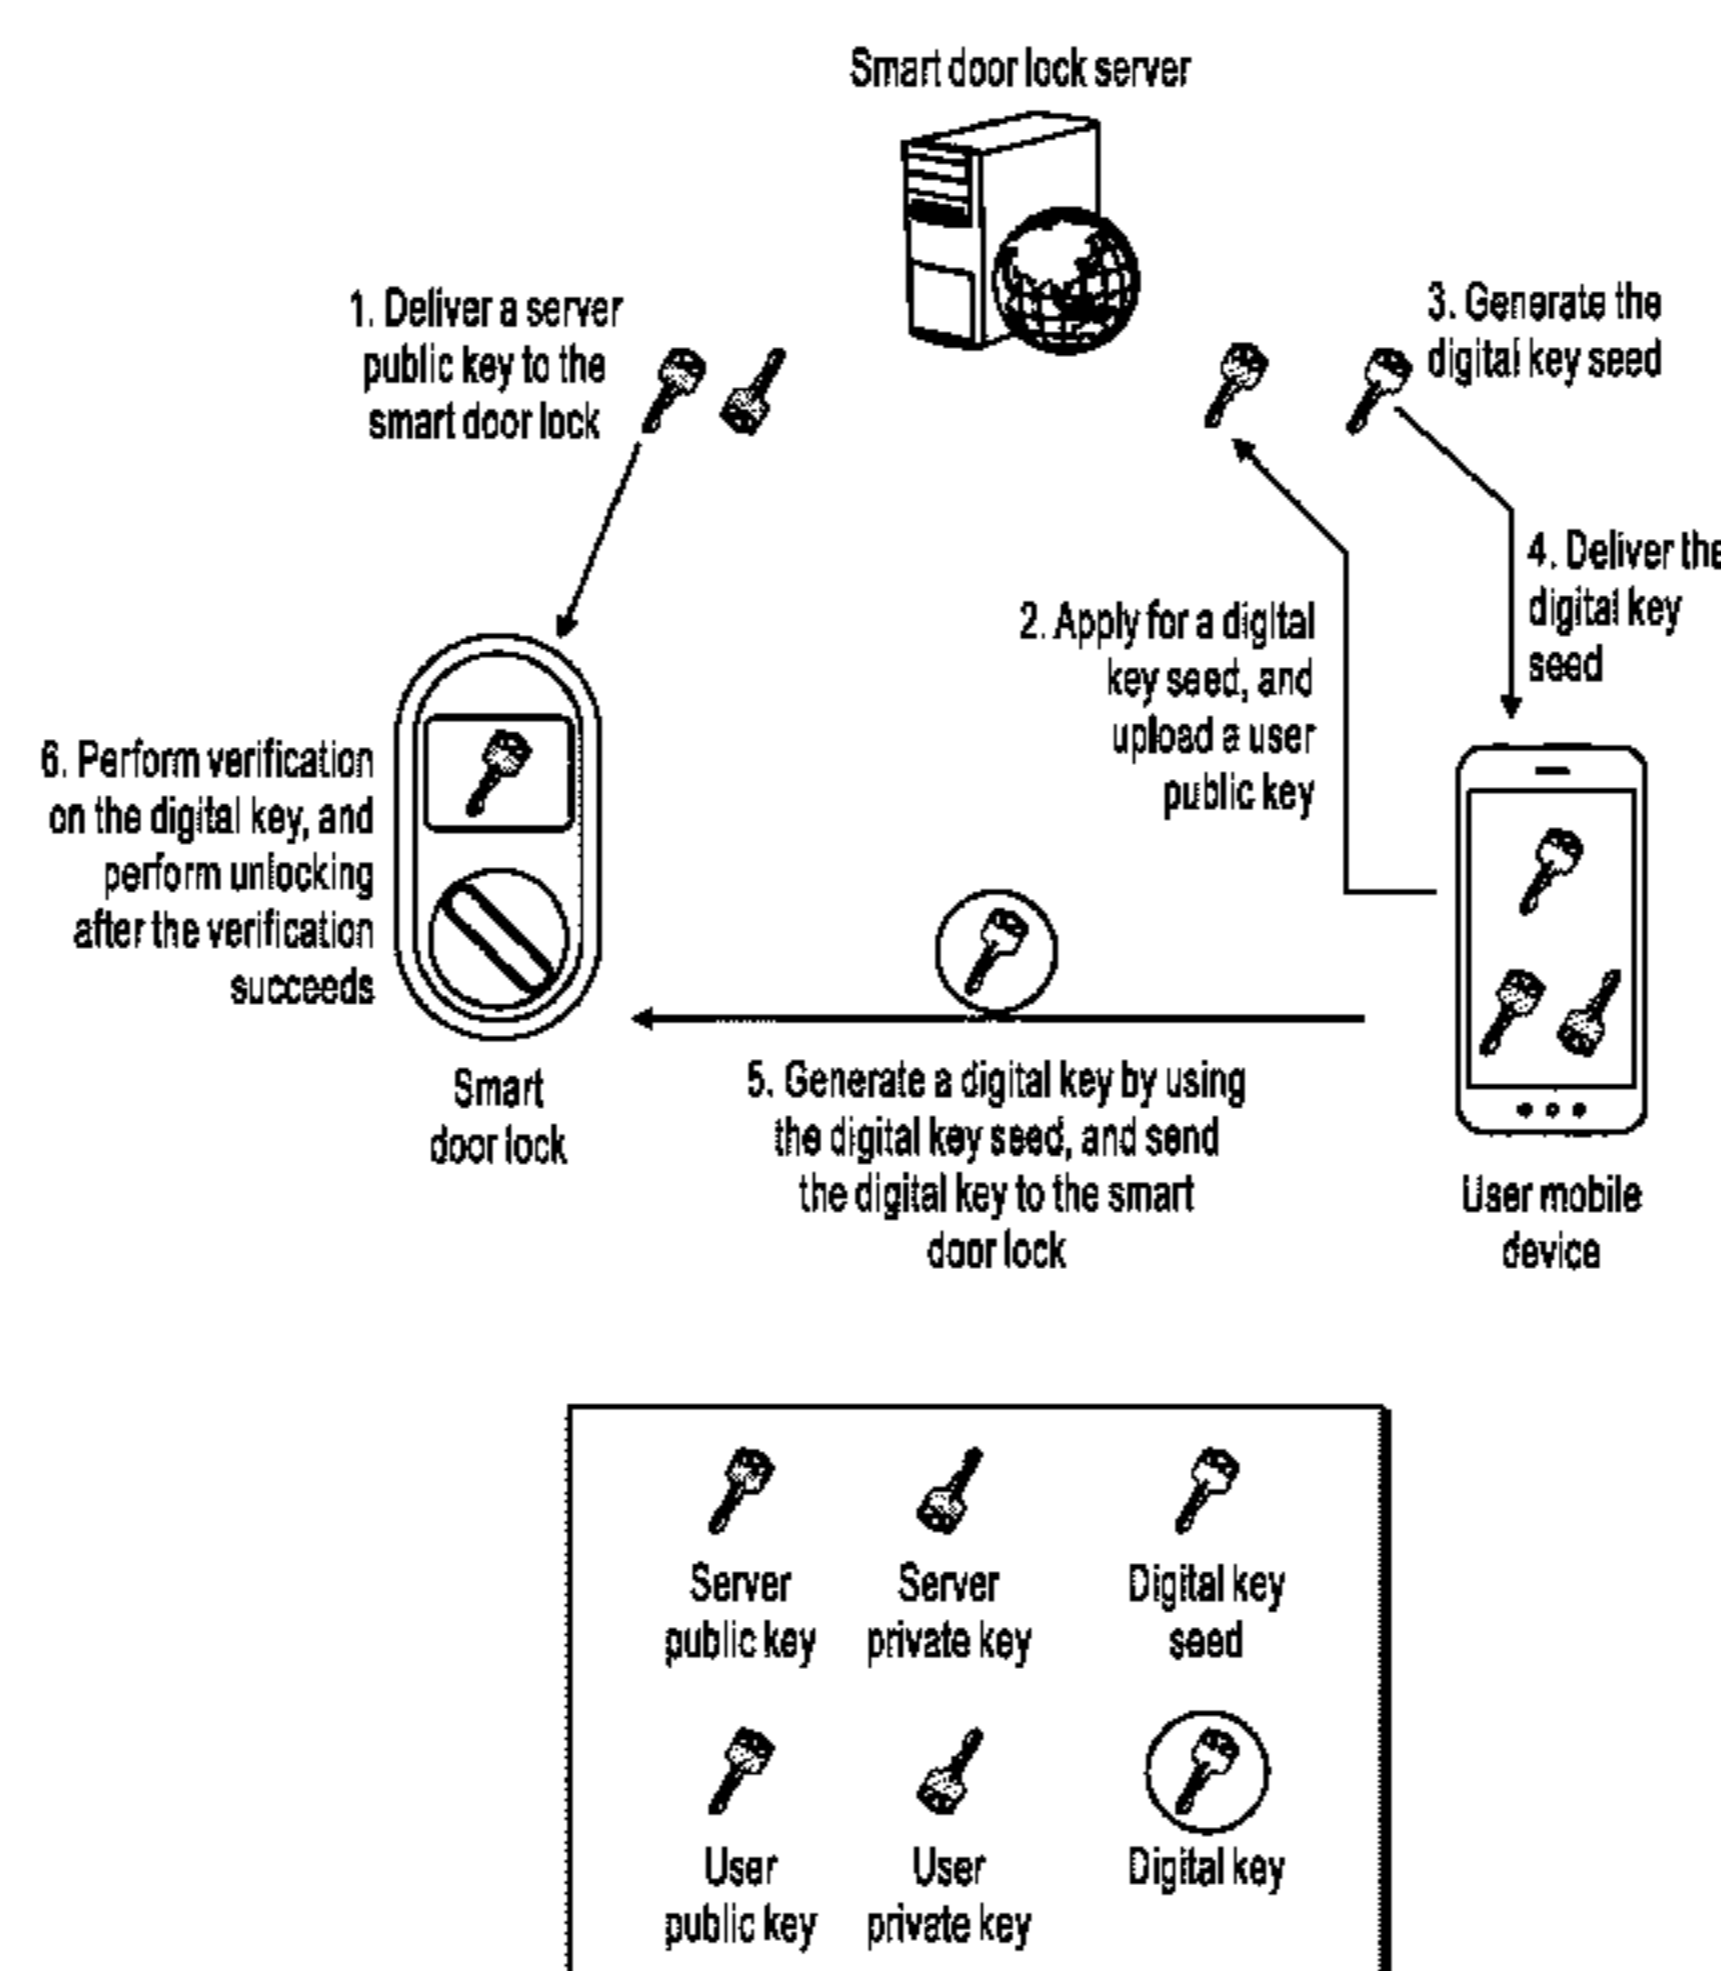 Smart door lock server
1. Deliver a server
public key to the
smart door lock
3. Generate the
digital key seed
4. Deliver the
digital key
seed
2. Apply for a digital
key seed, and
upload a user
public key
6. Perform verification
on the digital key, and
perform unlocking
after the verification
succeeds
Smart
door lock
5. Generate a digital key by using
the digital key seed, and send
the digital key to the smart
door lock
User mobile
device
Server
public key
Server
private key
Digital key
seed
User
public key
User
private key
Digital key